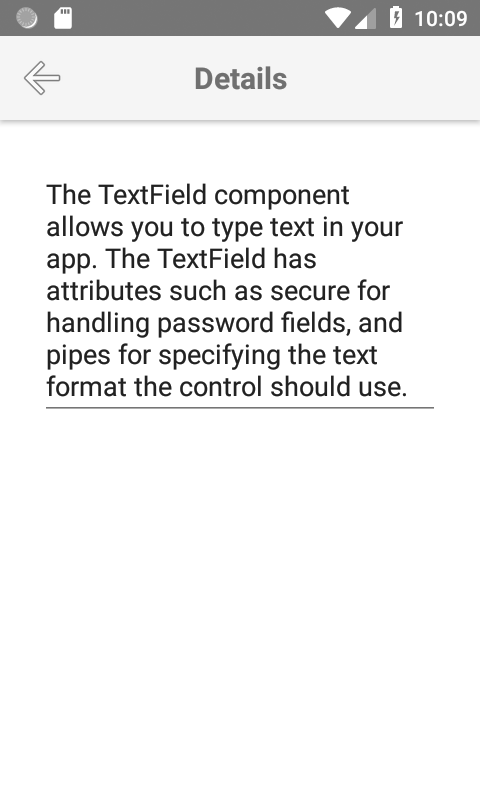 10:09
Details
The TextField component
allows you to type text in your
app. The TextField has
attributes such as secure for
handling password fields, and
pipes for specifying the text
format the control should use.